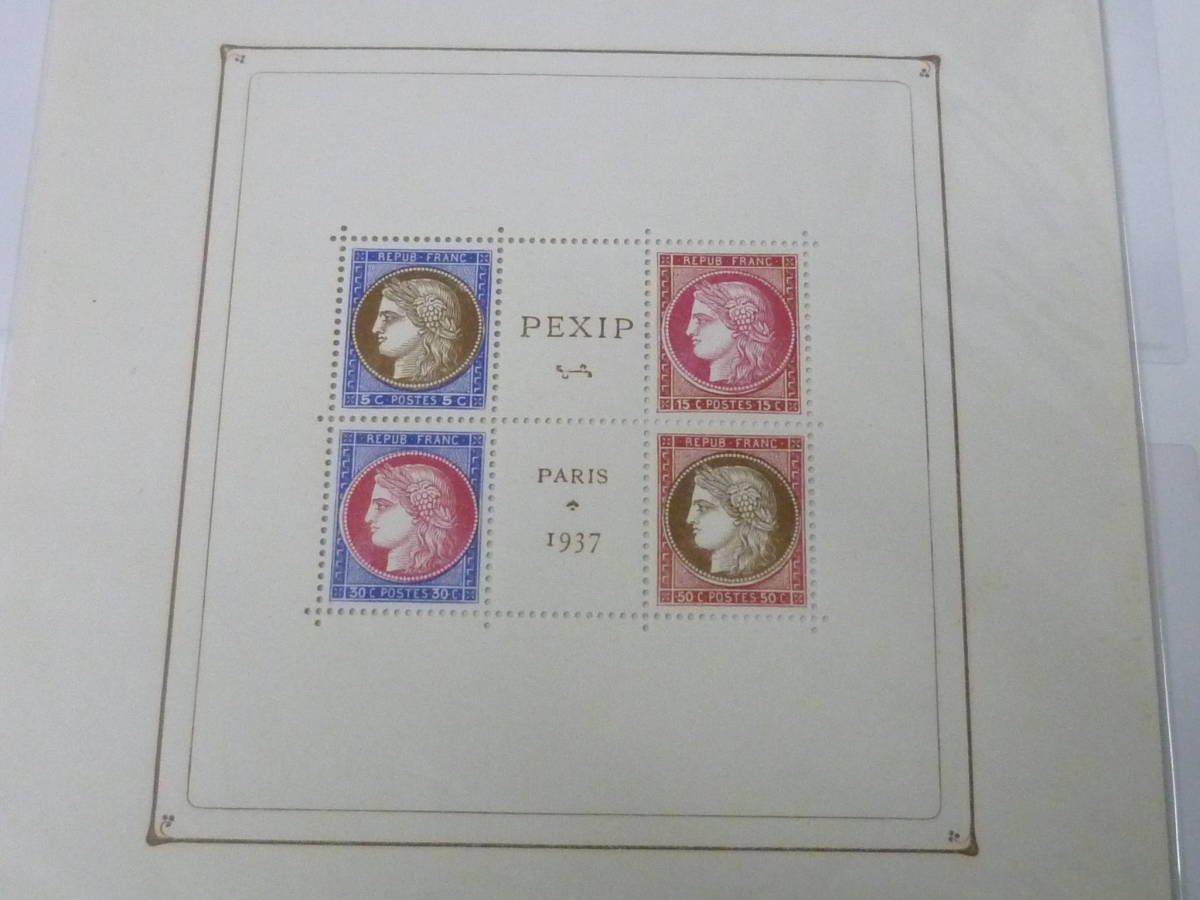 REPUB · FRANC ·
5 C POSTES 5 C
PEXIP
REPUB · FRANC ·
15 C POSTES 15 C
REPUB · FRANC ·
30 C POSTES 30 C
PARIS
1937
REPUB · FRANC ·
50 C POSTES 50 C